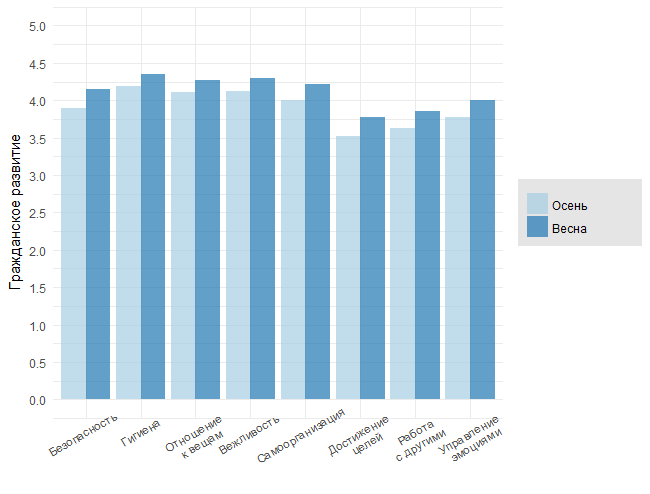 5.0
4.5
4.0
3.5
3.0
2.5
2.0
1.5
1.0
0.5
0.0
Гражданское развитие
Безопасность
Гигиена
Отношение
к вещам
Вежливость
Самоорганизация
Достижение
целей
Работа
с другими
Управление
эмоциями
Осень
Весна